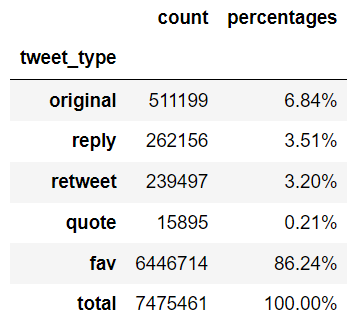 count percentages
tweet_type
original 511199 6.84%
reply 262156 3.51%
retweet 239497 3.20%
quote 15895 0.21%
fav 6446714 86.24%
total 7475461 100.00%